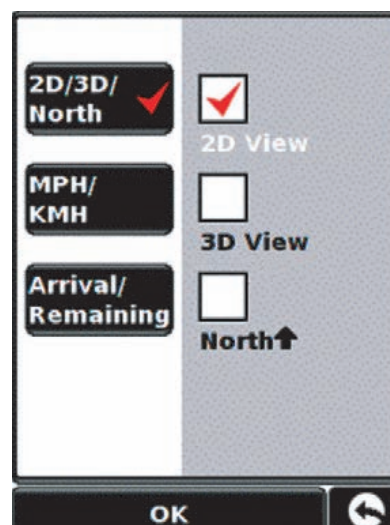 2D/3D/
North
2D View
MPH/
KMH
3D View
Arrival/
Remaining
North
OK